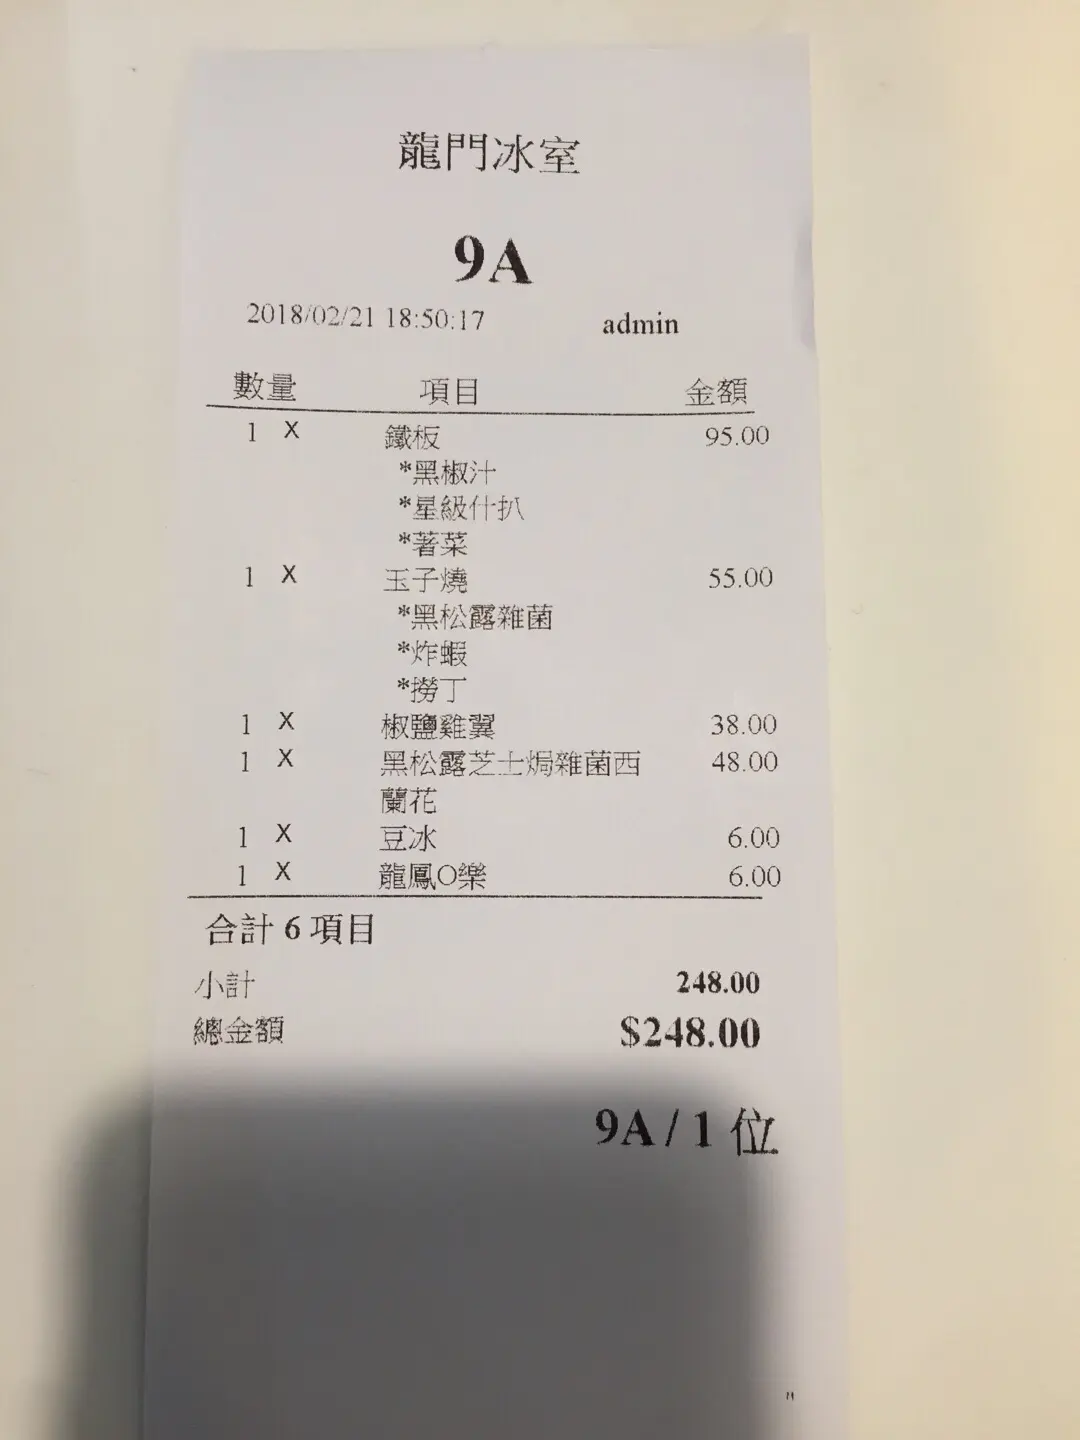 龍門冰室
9A
2018/02/21 18:50:17 admin
數量 項目 金額
1 X 鐵板 95.00
*黑椒汁
*星級什扒
*著菜
1 X 玉子燒 55.00
*黑松露雜菌
*炸蝦
*撈丁
1 X 椒鹽雞翼 38.00
1 X 黑松露芝士焗雜菌西 48.00
蘭花
1 X 豆冰 6.00
1 X 龍鳳O樂 6.00
合計 6 項目
小計 248.00
總金額 $248.00
9A / 1 位